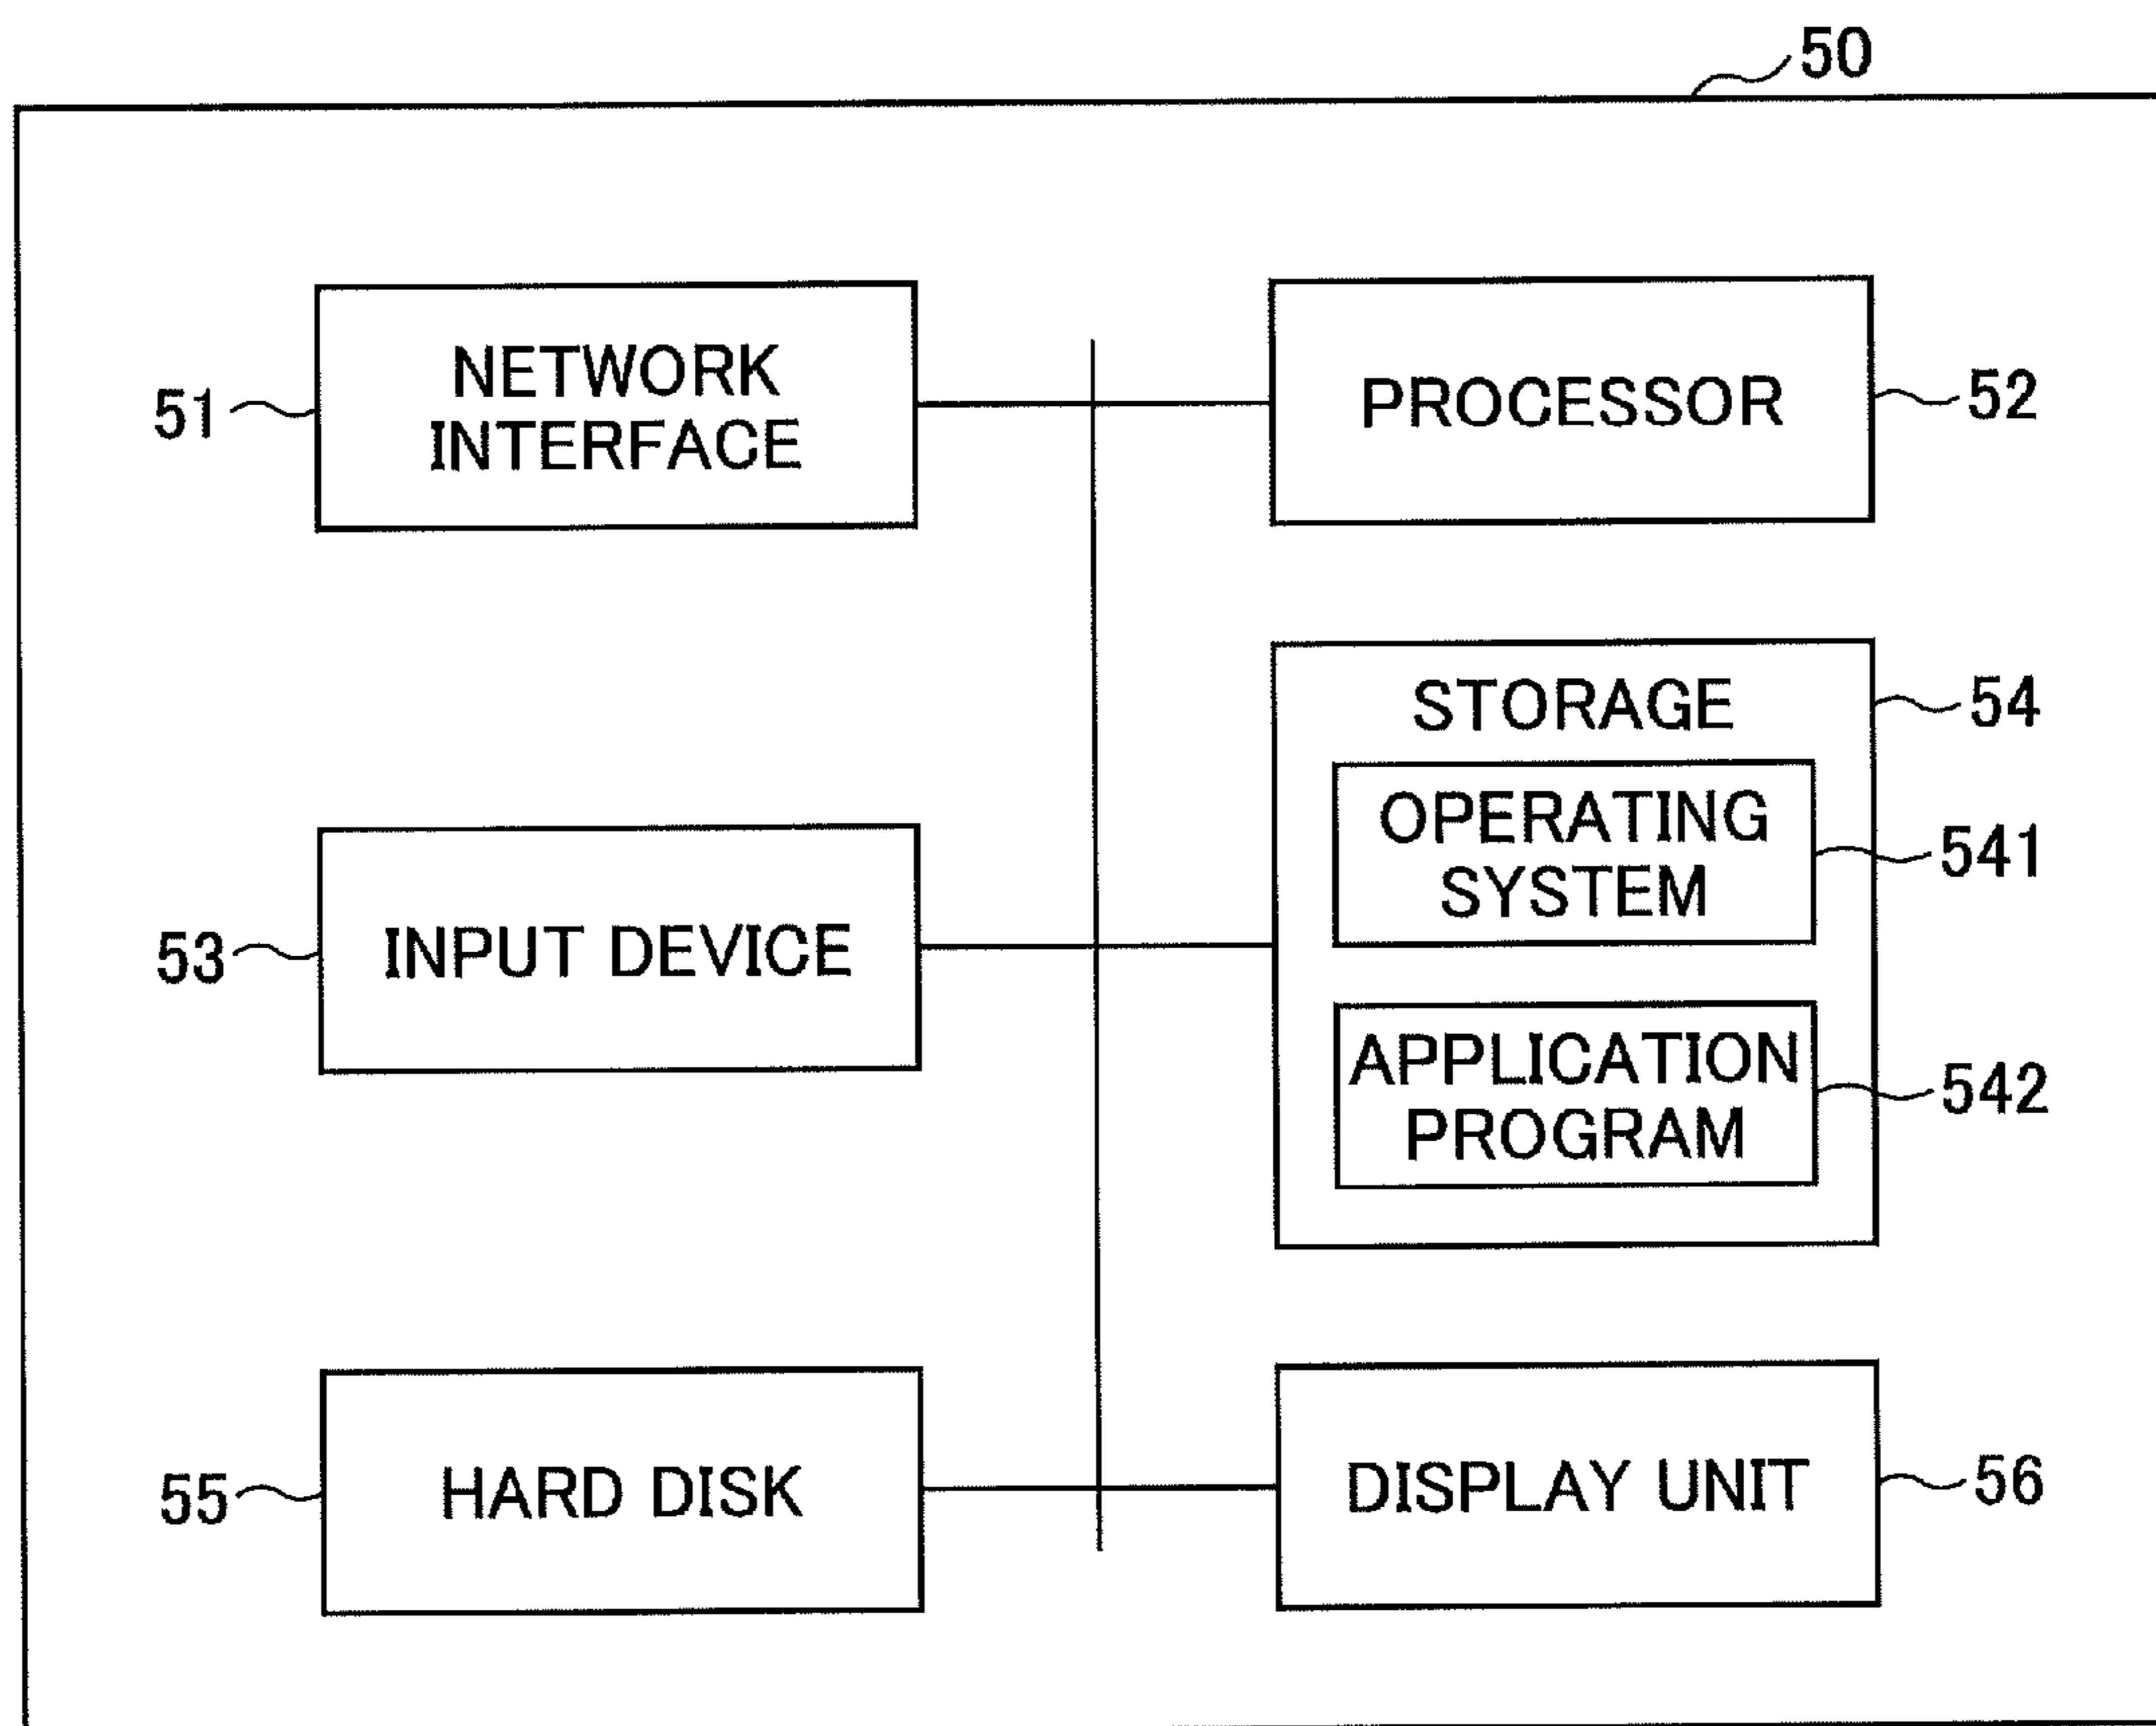 50
NETWORK
INTERFACE
51
PROCESSOR
52
STORAGE
54
OPERATING
SYSTEM
541
INPUT DEVICE
53
APPLICATION
PROGRAM
542
HARD DISK
55
DISPLAY UNIT
56